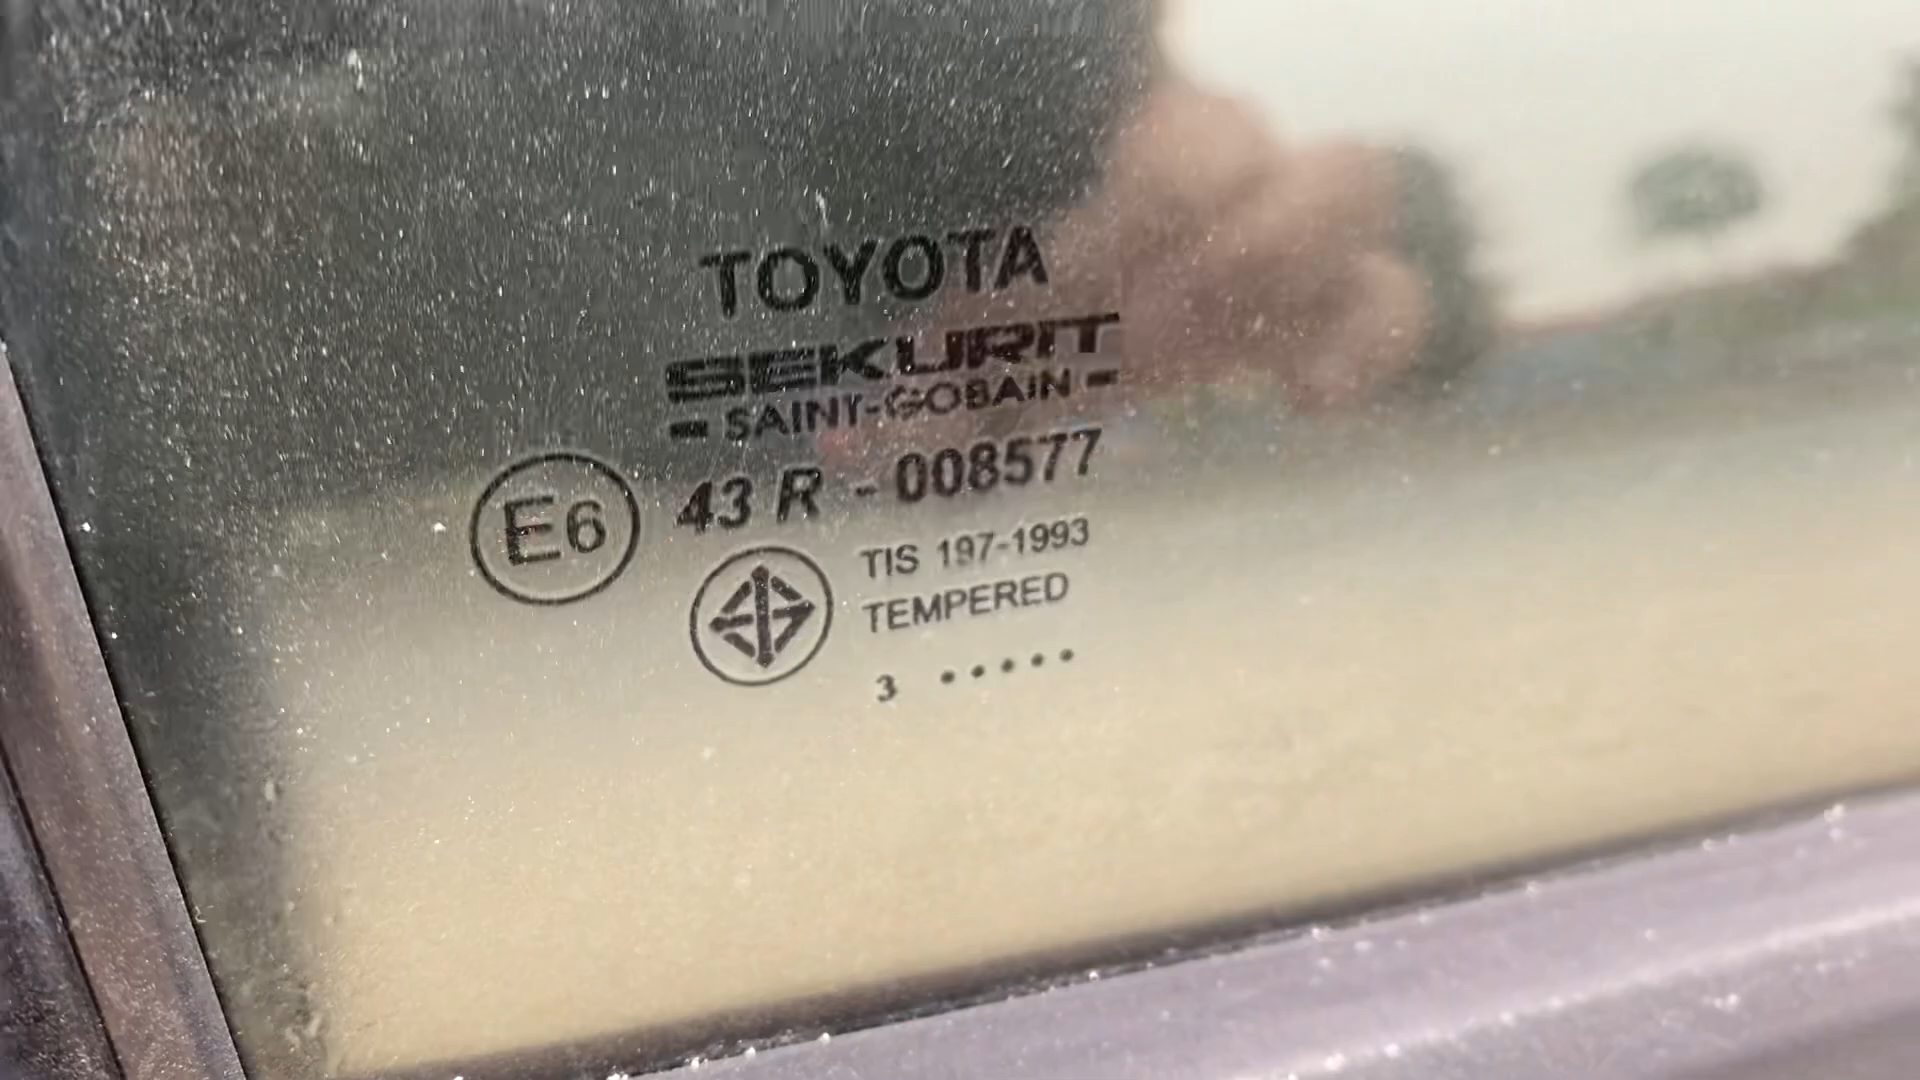 TOYOTA
SEKURIT
- SAINT-GOBAIN -
E6 43 R - 008577
TIS 197-1993
TEMPERED
3 •••••